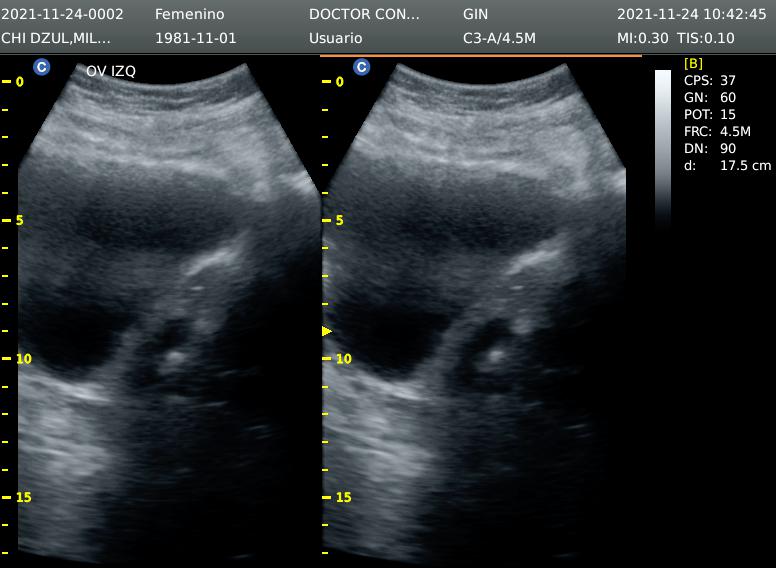 2021-11-24-0002 Femenino DOCTOR CON... GIN 2021-11-24 10:42:45
CHI DZUL,MIL... 1981-11-01 Usuario C3-A/4.5M MI:0.30 TIS:0.10
C OV IZQ C [B]
0 0 CPS: 37
GN: 60
POT: 15
FRC: 4.5M
DN: 90
d: 17.5 cm
5 5
10 10
15 15